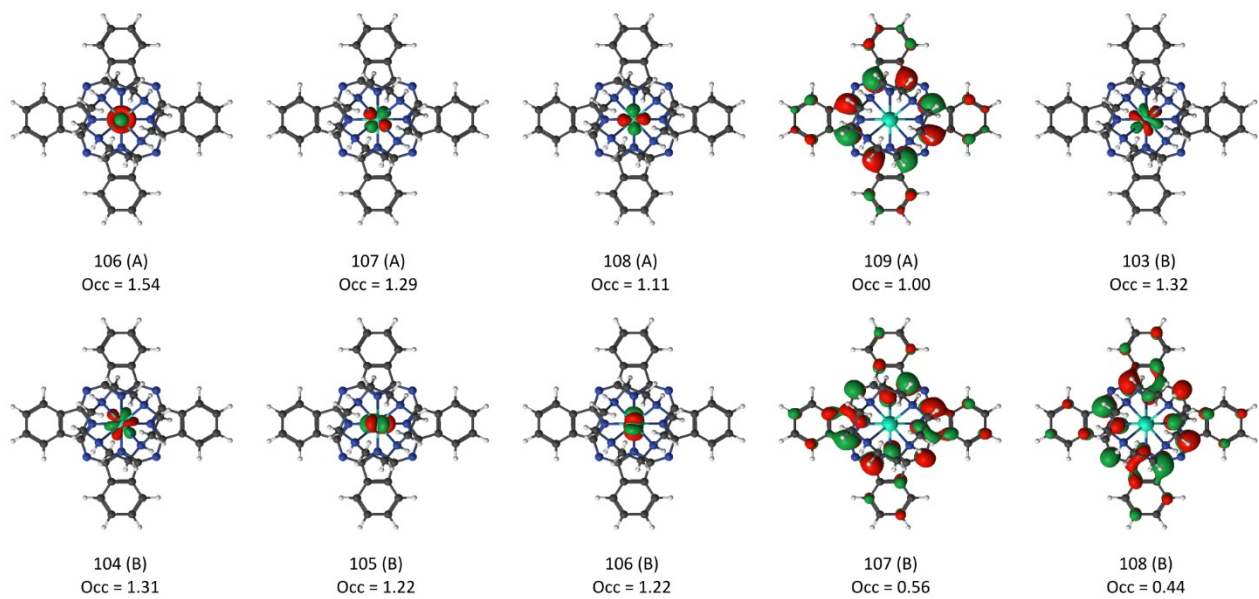 106 (A)
Occ = 1.54
107 (A)
Occ = 1.29
108 (A)
Occ = 1.11
109 (A)
Occ = 1.00
103 (B)
Occ = 1.32
104 (B)
Occ = 1.31
105 (B)
Occ = 1.22
106 (B)
Occ = 1.22
107 (B)
Occ = 0.56
108 (B)
Occ = 0.44